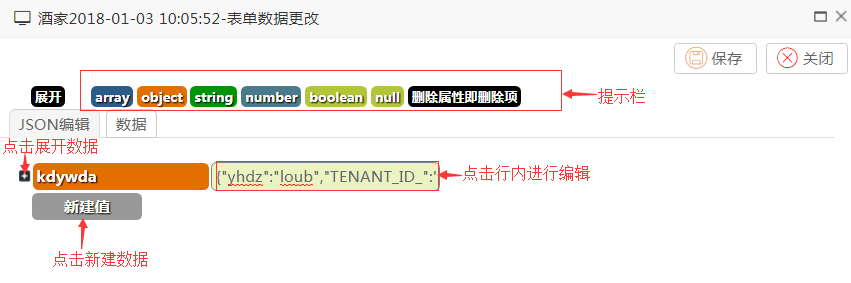 酒家2018-01-03 10:05:52-表单数据更改
保存 关闭
展开 array object string number boolean null 删除属性即删除项
提示栏
JSON编辑 数据
点击展开数据
kdywda {"yhdz":"loub","TENANT_ID_":"
点击行内进行编辑
新建值
点击新建数据